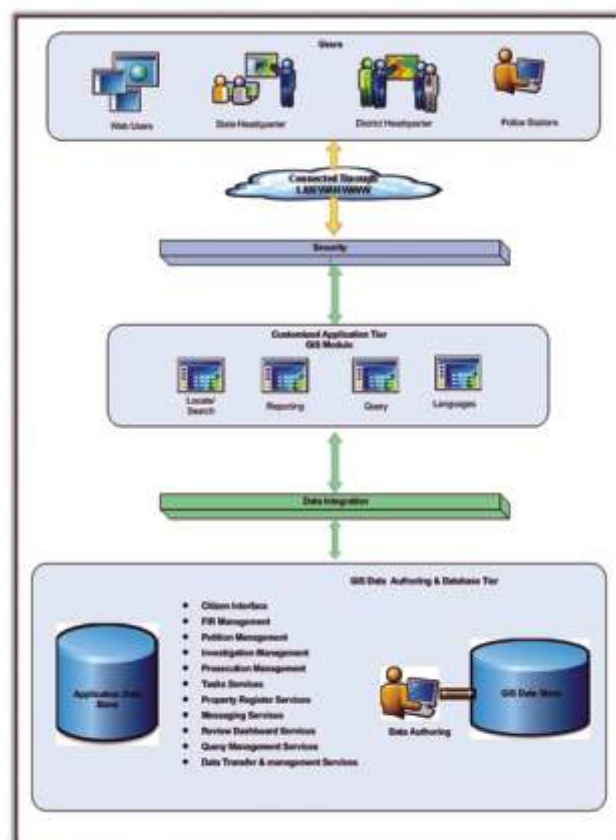 Users
Web Users
State Headquarter
District Headquarter
Police Stations
Connected Through
LAN/WAN/WWW
Security
Customized Application Tier
GIS Module
Locate/
Search
Reporting
Query
Languages
Data Integration
GIS Data Authoring & Database Tier
• Citizen Interface
• FIR Management
• Petition Management
• Investigation Management
• Prosecution Management
• Tasks Services
• Property Register Services
• Messaging Services
• Review Dashboard Services
• Query Management Services
• Data Transfer & management Services
Application Data
Store
Data Authoring
GIS Data Store